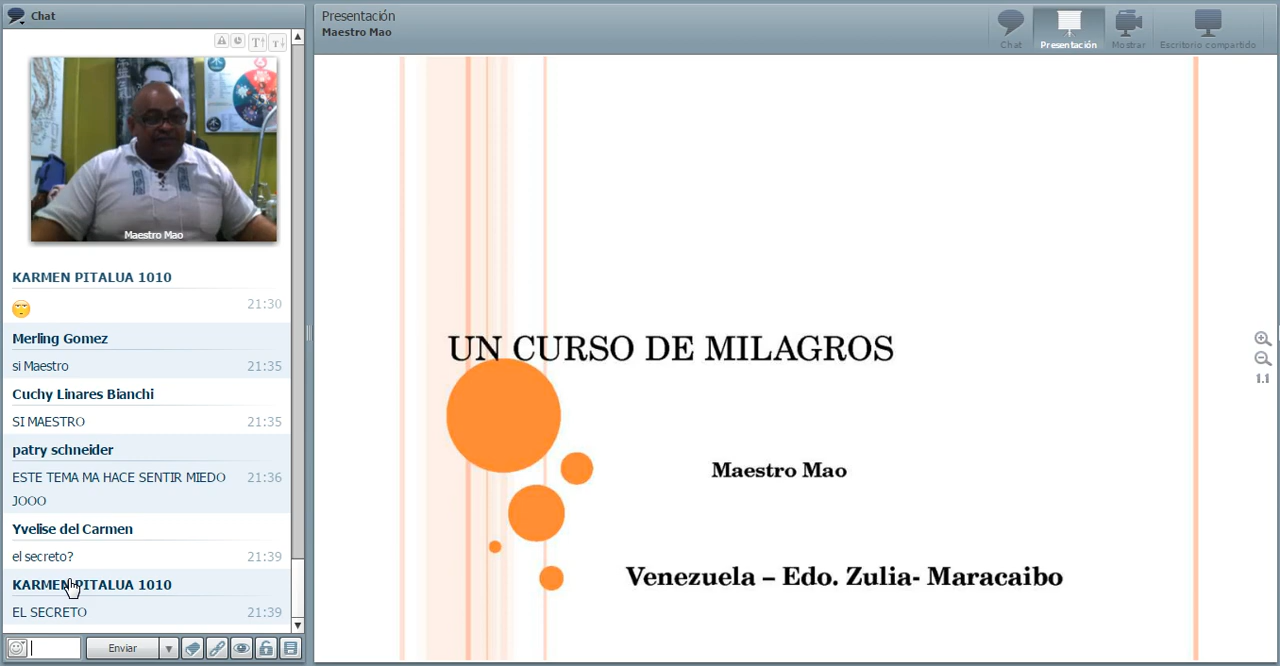 Chat
Maestro Mao
KARMEN PITALUA 1010
21:30
Merling Gomez
si Maestro 21:35
Cuchy Linares Bianchi
SI MAESTRO 21:35
patry schneider
ESTE TEMA MA HACE SENTIR MIEDO 21:36
JOOO
Yvelise del Carmen
el secreto? 21:39
KARMEN PITALUA 1010
EL SECRETO 21:39
Enviar
Presentación
Maestro Mao
Chat Presentación Mostrar Escritorio compartido
UN CURSO DE MILAGROS
Maestro Mao
Venezuela – Edo. Zulia- Maracaibo
1.1